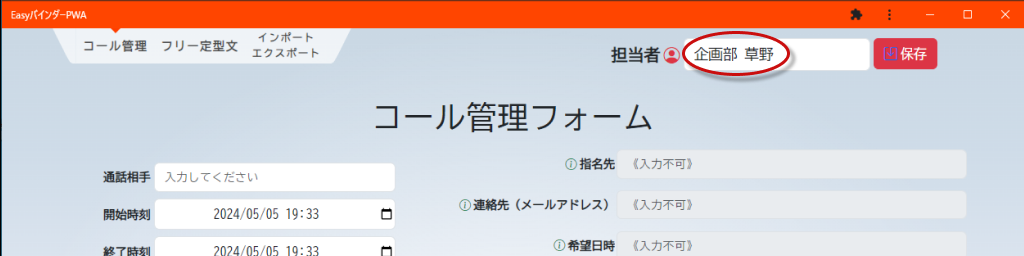 EasyバインダーPWA
コール管理
フリー定型文
インポート
エクスポート
担当者
企画部 草野
保存
コール管理フォーム
通話相手
入力してください
開始時刻
2024/05/05 19:33
終了時刻
2024/05/05 19:33
指名先
《入力不可》
連絡先（メールアドレス）
《入力不可》
希望日時
《入力不可》